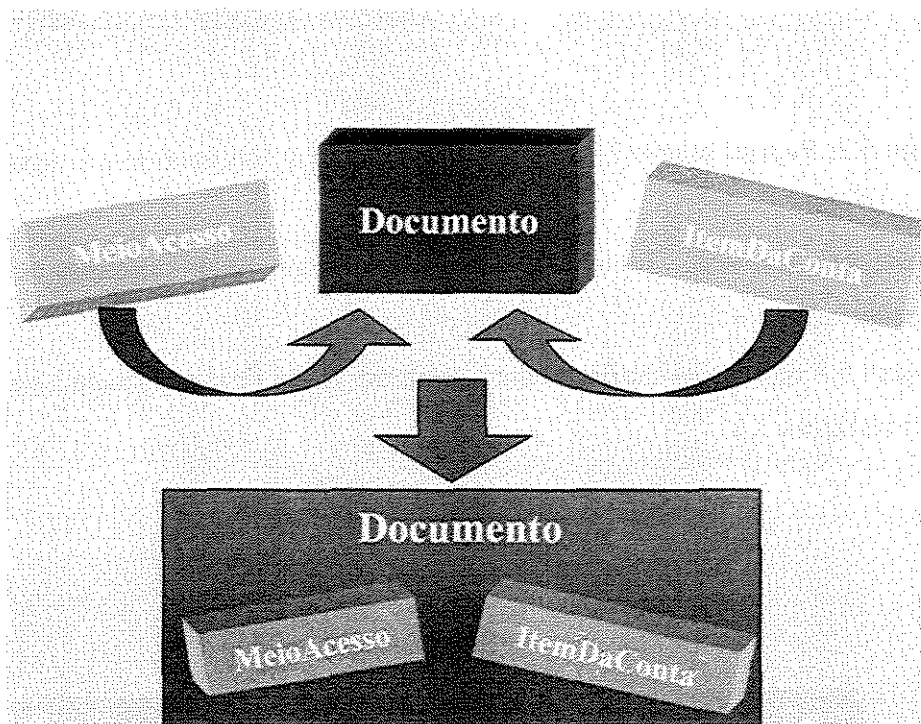 MeioAcesso
Documento
ItemDaConta
Documento
MeioAcesso
ItemDaConta